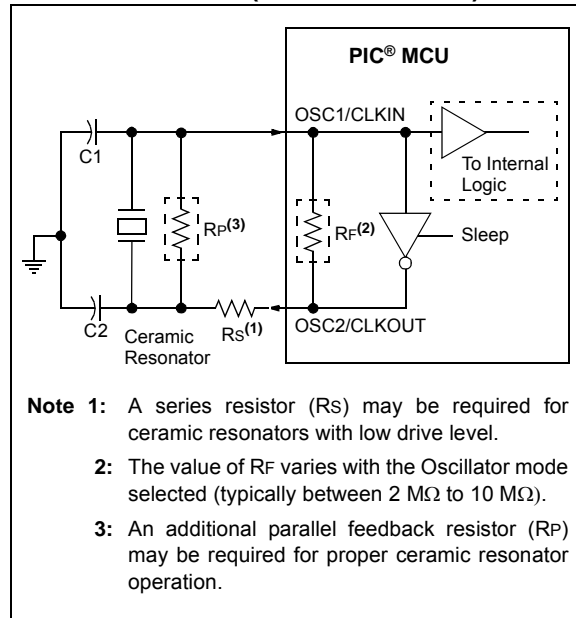 PIC® MCU
OSC1/CLKIN
C1
To Internal
Logic
RP(3)
RF(2)
Sleep
C2
Ceramic
Resonator
RS(1)
OSC2/CLKOUT
Note 1: A series resistor (RS) may be required for
ceramic resonators with low drive level.
2: The value of RF varies with the Oscillator mode
selected (typically between 2 MΩ to 10 MΩ).
3: An additional parallel feedback resistor (RP)
may be required for proper ceramic resonator
operation.